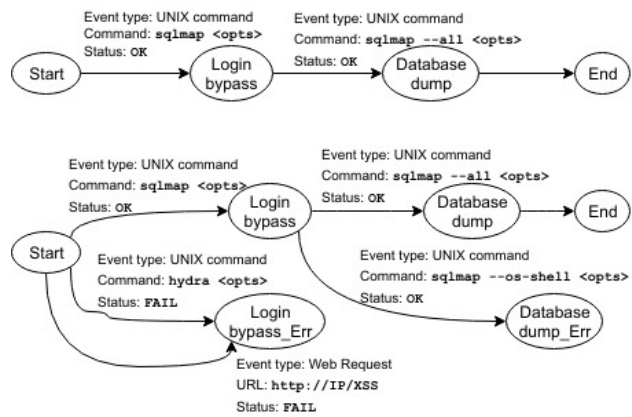 Event type: UNIX command
Command: sqlmap <opts>
Status: OK
Event type: UNIX command
Command: sqlmap --all <opts>
Status: OK
Start
Login
bypass
Database
dump
End
Event type: UNIX command
Command: sqlmap <opts>
Status: OK
Event type: UNIX command
Command: sqlmap --all <opts>
Status: OK
Start
Login
bypass
Database
dump
End
Event type: UNIX command
Command: hydra <opts>
Status: FAIL
Event type: UNIX command
Command: sqlmap --os-shell <opts>
Status: OK
Login
bypass_Err
Database
dump_Err
Event type: Web Request
URL: http://IP/XSS
Status: FAIL